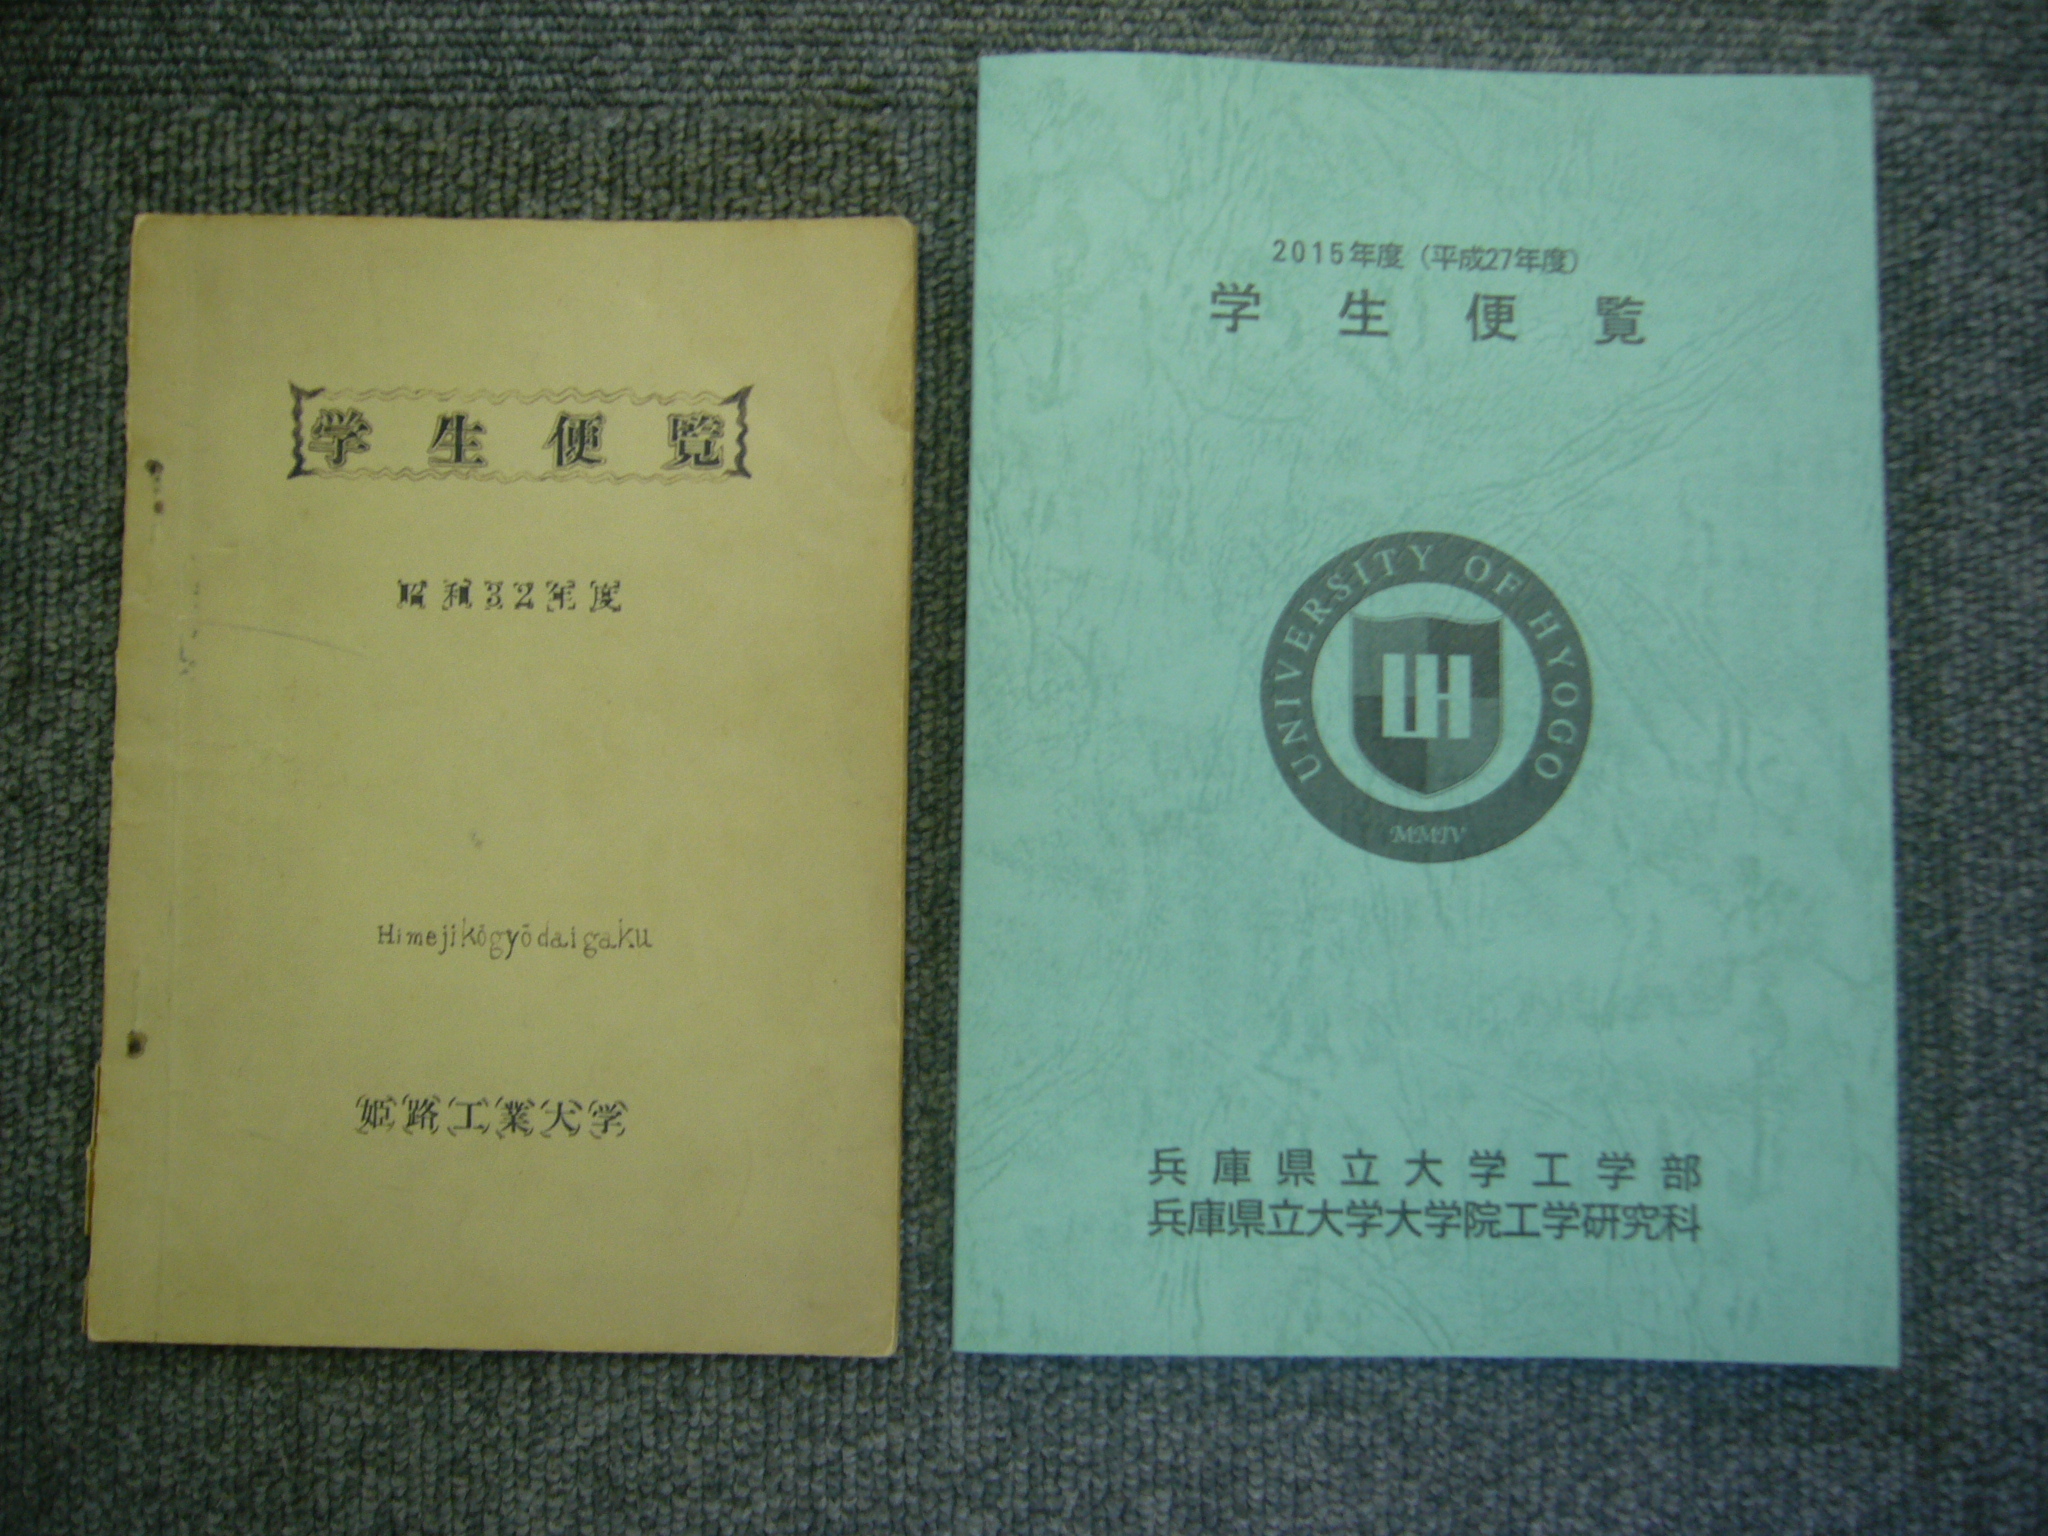 学生便覧
昭和32年度
Himejikōgyōdaigaku
姫路工業大学
2015年度（平成27年度）
学生便覧
UNIVERSITY OF HYOGO
UH
MMIV
兵庫県立大学工学部
兵庫県立大学大学院工学研究科